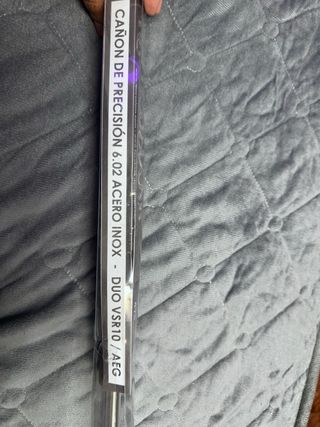 CAÑON DE PRECISIÓN 6.02 ACERO INOX - DUO VSR10 / AEG